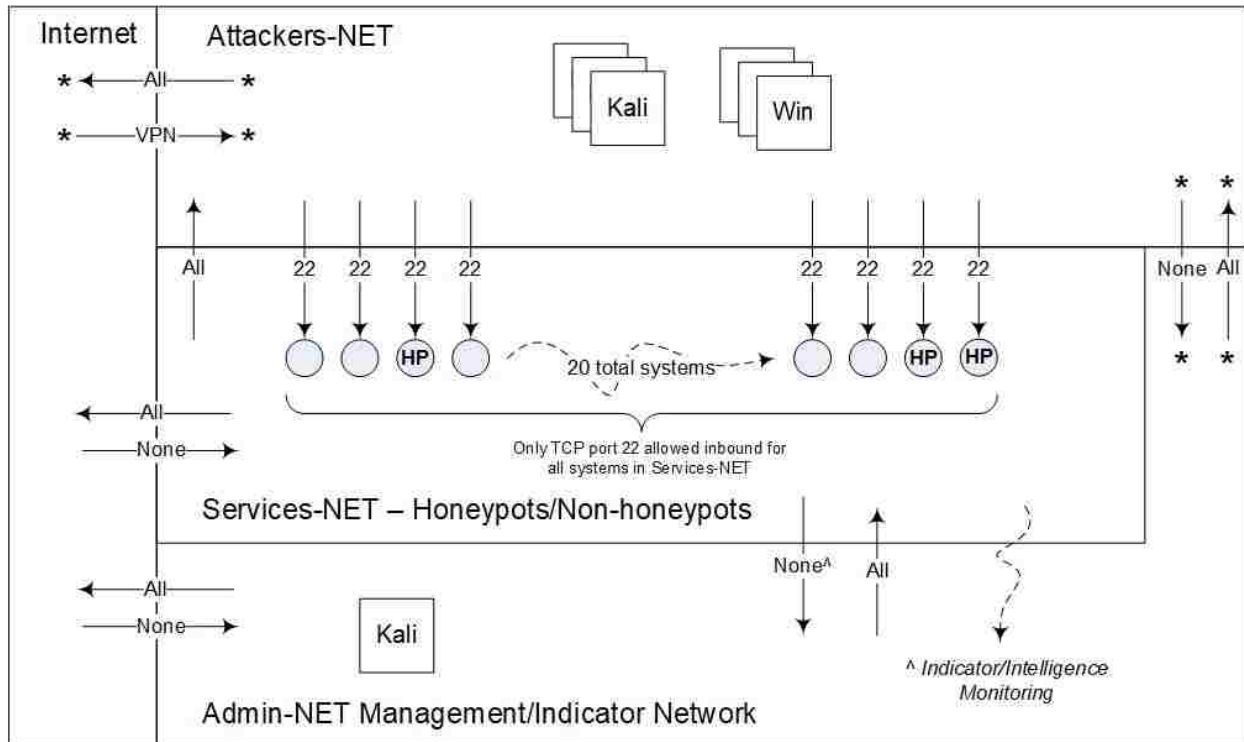 Internet
Attackers-NET
* All *
* VPN *
Kali
Win
* *
All
22 22 22 22
22 22 22 22
None All
* *
HP
20 total systems
HP HP
All
None
Only TCP port 22 allowed inbound for
all systems in Services-NET
Services-NET – Honeypots/Non-honeypots
None^
All
All
None
Kali
^ Indicator/Intelligence
Monitoring
Admin-NET Management/Indicator Network